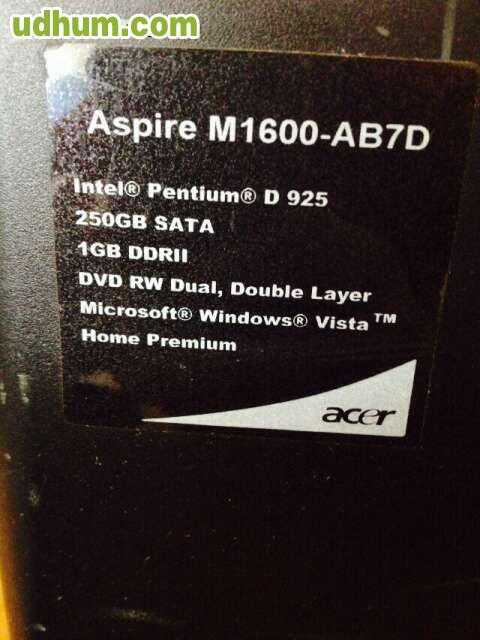 udhum.com
Aspire M1600-AB7D
Intel® Pentium® D 925
250GB SATA
1GB DDRII
DVD RW Dual, Double Layer
Microsoft® Windows® Vista™
Home Premium
acer